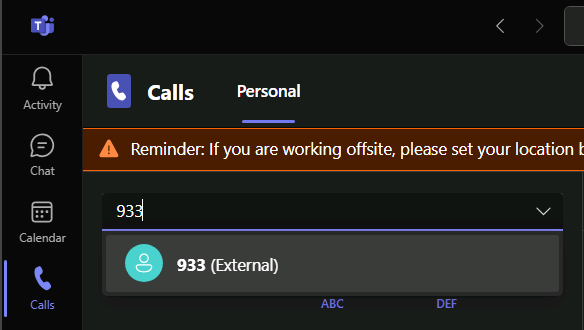 Activity
Chat
Calendar
Calls
Calls
Personal
Reminder: If you are working offsite, please set your location b
933
933 (External)
ABC
DEF